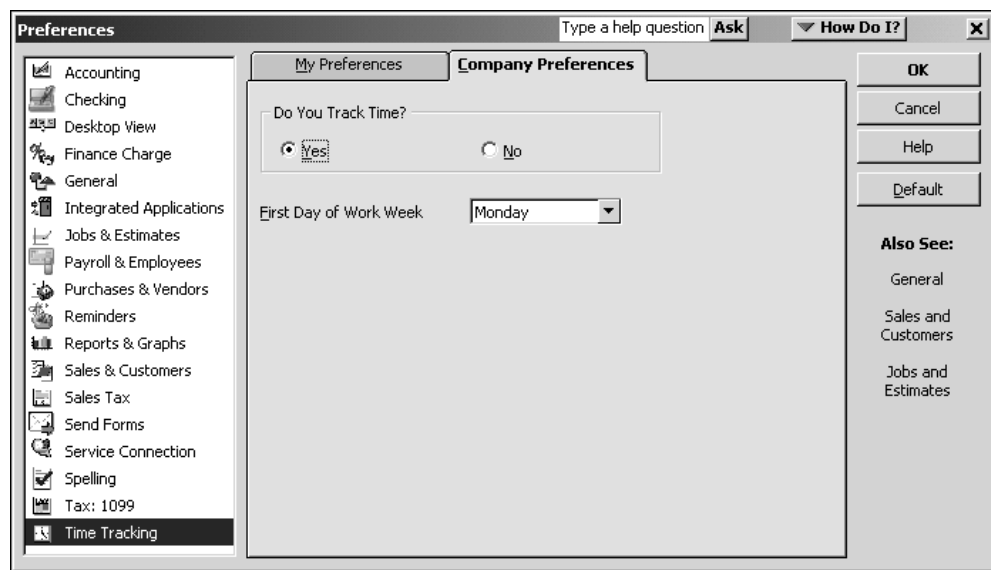 Preferences
Type a help question Ask
How Do I?
Accounting
Checking
Desktop View
Finance Charge
General
Integrated Applications
Jobs & Estimates
Payroll & Employees
Purchases & Vendors
Reminders
Reports & Graphs
Sales & Customers
Sales Tax
Send Forms
Service Connection
Spelling
Tax: 1099
Time Tracking
My Preferences
Company Preferences
Do You Track Time?
Yes
No
First Day of Work Week
Monday
OK
Cancel
Help
Default
Also See:
General
Sales and
Customers
Jobs and
Estimates